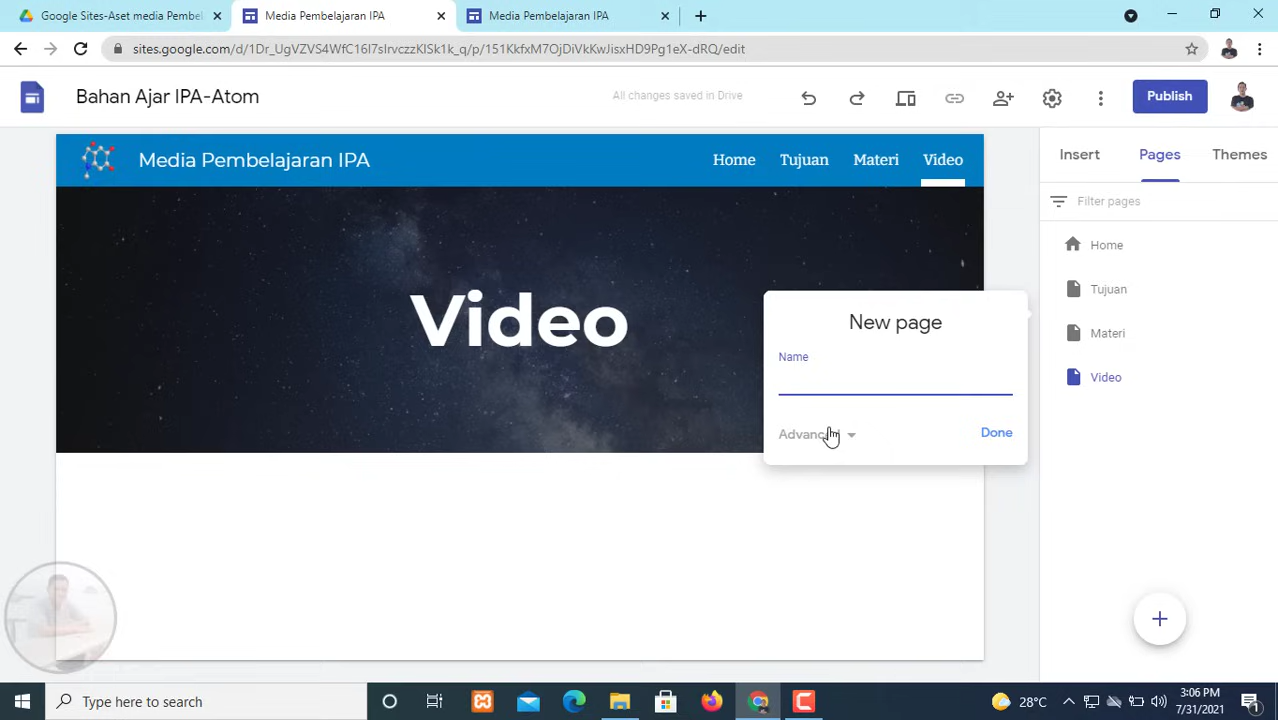 Google Sites-Aset media Pembel
Media Pembelajaran IPA
Media Pembelajaran IPA
sites.google.com/d/1Dr_UgVZVS4WfC16I7slrvczzKlSk1k_q/p/151KkfxM7OjDiVkKwJisxHD9Pg1eX-dRQ/edit
Bahan Ajar IPA-Atom
All changes saved in Drive
Publish
Media Pembelajaran IPA
Home Tujuan Materi Video
Insert Pages Themes
Filter pages
Home
Tujuan
Materi
Video
Video
New page
Name
Done
Type here to search
28°C
3:06 PM
7/31/2021